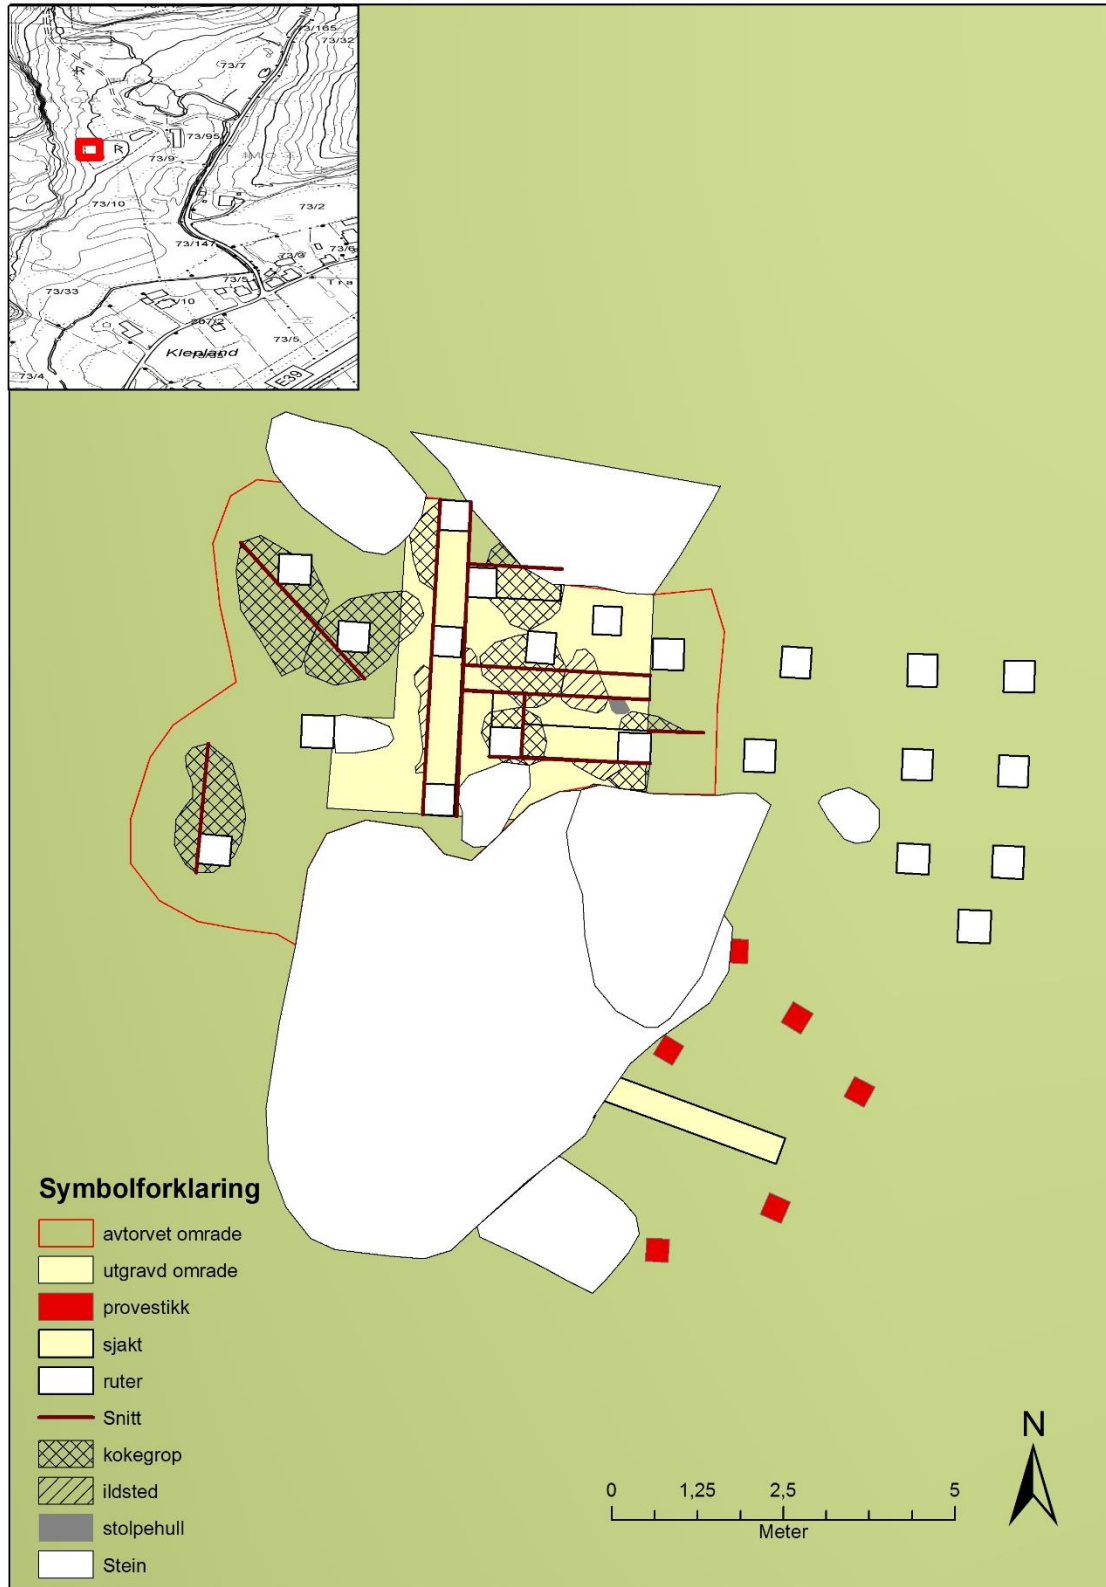 73/165
73/32
73/7
R
73/95
R
73/9
73/10
73/2
73/147
73/6
73/3
73/5
73/33
73/5
Klepland
73/4
E39
Symbolforklaring
avtorvet omrade
utgravd omrade
provestikk
sjakt
ruter
Snitt
kokegrop
ildsted
stolpehull
Stein
0 1,25 2,5 5
Meter
N